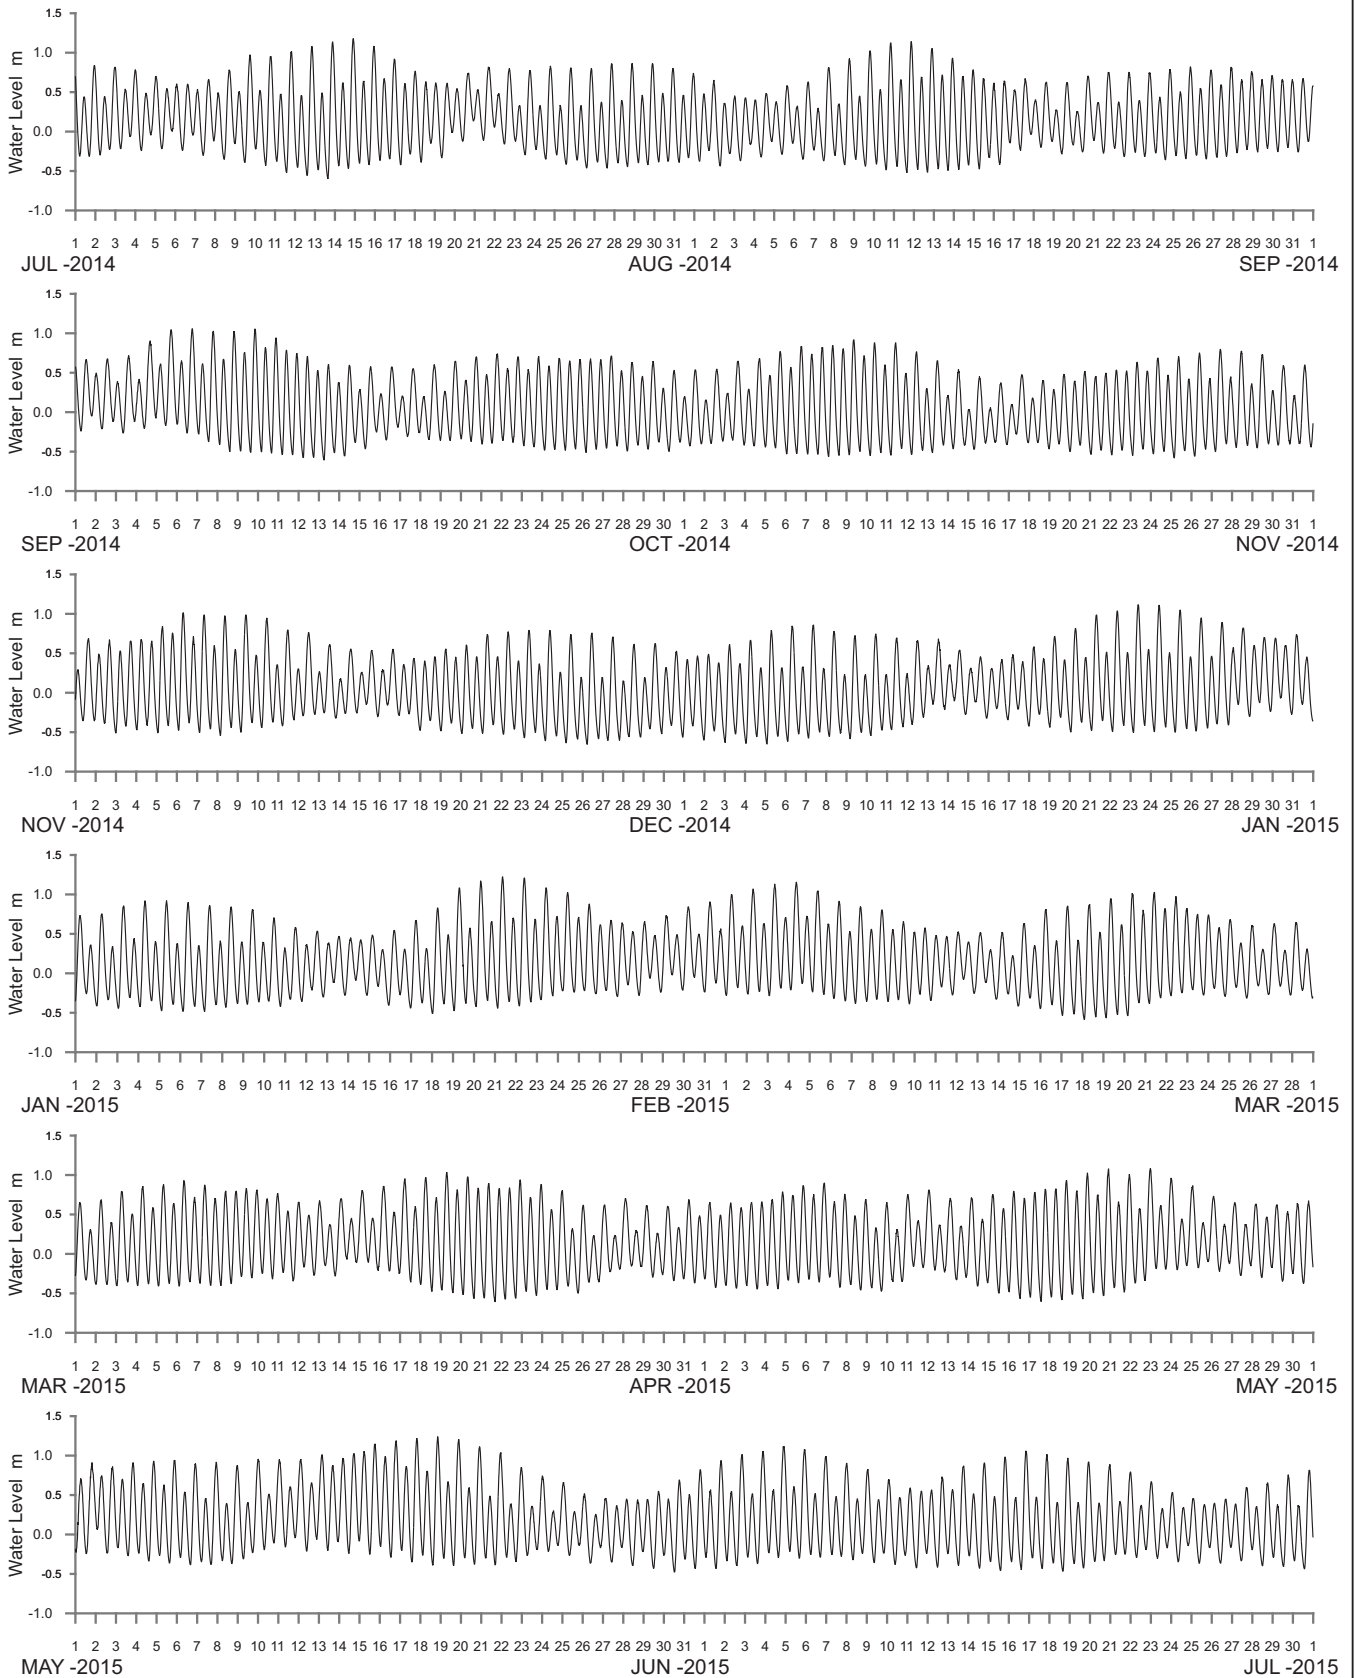 1.5
1.0
0.5
0.0
-0.5
-1.0
Water Level m
1 2 3 4 5 6 7 8 9 10 11 12 13 14 15 16 17 18 19 20 21 22 23 24 25 26 27 28 29 30 31 1 2 3 4 5 6 7 8 9 10 11 12 13 14 15 16 17 18 19 20 21 22 23 24 25 26 27 28 29 30 31 1
JUL -2014 AUG -2014 SEP -2014
1.5
1.0
0.5
0.0
-0.5
-1.0
Water Level m
1 2 3 4 5 6 7 8 9 10 11 12 13 14 15 16 17 18 19 20 21 22 23 24 25 26 27 28 29 30 1 2 3 4 5 6 7 8 9 10 11 12 13 14 15 16 17 18 19 20 21 22 23 24 25 26 27 28 29 30 31 1
SEP -2014 OCT -2014 NOV -2014
1.5
1.0
0.5
0.0
-0.5
-1.0
Water Level m
1 2 3 4 5 6 7 8 9 10 11 12 13 14 15 16 17 18 19 20 21 22 23 24 25 26 27 28 29 30 1 2 3 4 5 6 7 8 9 10 11 12 13 14 15 16 17 18 19 20 21 22 23 24 25 26 27 28 29 30 31 1
NOV -2014 DEC -2014 JAN -2015
1.5
1.0
0.5
0.0
-0.5
-1.0
Water Level m
1 2 3 4 5 6 7 8 9 10 11 12 13 14 15 16 17 18 19 20 21 22 23 24 25 26 27 28 29 30 31 1 2 3 4 5 6 7 8 9 10 11 12 13 14 15 16 17 18 19 20 21 22 23 24 25 26 27 28 1
JAN -2015 FEB -2015 MAR -2015
1.5
1.0
0.5
0.0
-0.5
-1.0
Water Level m
1 2 3 4 5 6 7 8 9 10 11 12 13 14 15 16 17 18 19 20 21 22 23 24 25 26 27 28 29 30 31 1 2 3 4 5 6 7 8 9 10 11 12 13 14 15 16 17 18 19 20 21 22 23 24 25 26 27 28 29 30 1
MAR -2015 APR -2015 MAY -2015
1.5
1.0
0.5
0.0
-0.5
-1.0
Water Level m
1 2 3 4 5 6 7 8 9 10 11 12 13 14 15 16 17 18 19 20 21 22 23 24 25 26 27 28 29 30 31 1 2 3 4 5 6 7 8 9 10 11 12 13 14 15 16 17 18 19 20 21 22 23 24 25 26 27 28 29 30 1
MAY -2015 JUN -2015 JUL -2015